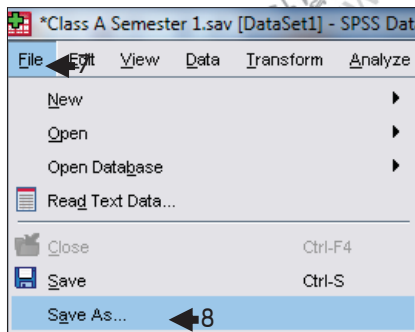 *Class A Semester 1.sav [DataSet1] - SPSS Dat
File 7 Edit View Data Transform Analyze
New
Open
Open Database
Read Text Data...
Close Ctrl-F4
Save Ctrl-S
Save As... 8